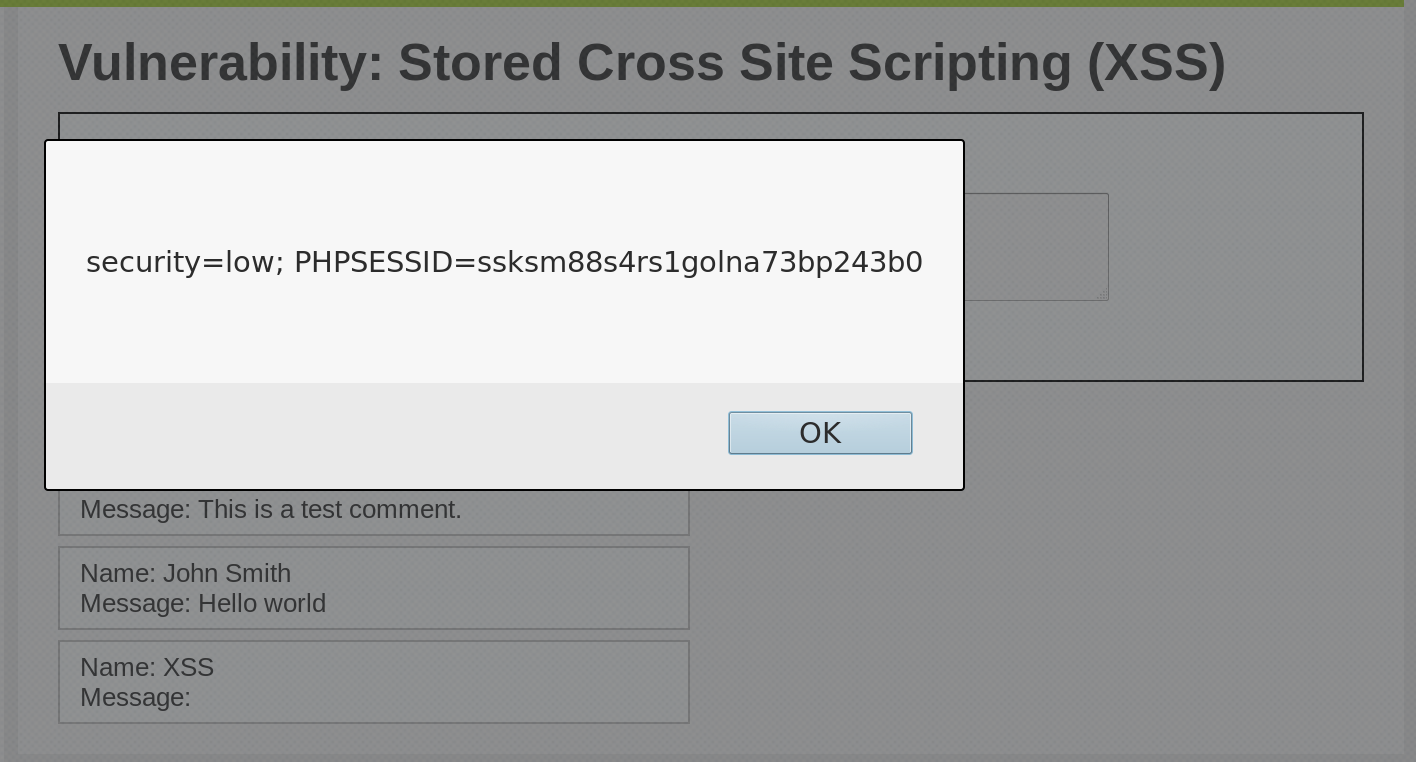 Vulnerability: Stored Cross Site Scripting (XSS)
security=low; PHPSESSID=ssksm88s4rs1golna73bp243b0
OK
Message: This is a test comment.
Name: John Smith
Message: Hello world
Name: XSS
Message: